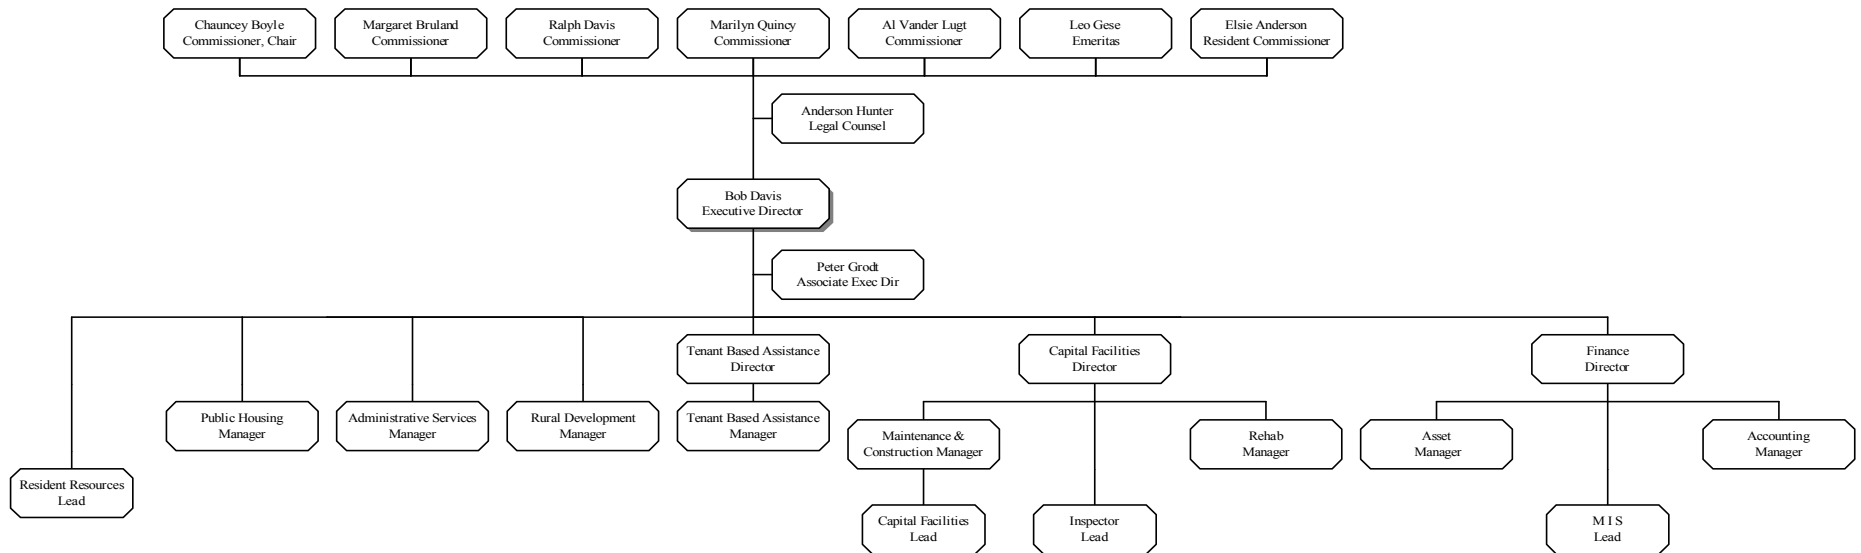 Chauncey Boyle
Commissioner, Chair
Margaret Bruland
Commissioner
Ralph Davis
Commissioner
Marilyn Quincy
Commissioner
Al Vander Lugt
Commissioner
Leo Gese
Emeritas
Elsie Anderson
Resident Commissioner
Anderson Hunter
Legal Counsel
Bob Davis
Executive Director
Peter Grodt
Associate Exec Dir
Tenant Based Assistance
Director
Capital Facilities
Director
Finance
Director
Public Housing
Manager
Administrative Services
Manager
Rural Development
Manager
Tenant Based Assistance
Manager
Maintenance &
Construction Manager
Rehab
Manager
Asset
Manager
Accounting
Manager
Resident Resources
Lead
Capital Facilities
Lead
Inspector
Lead
M I S
Lead